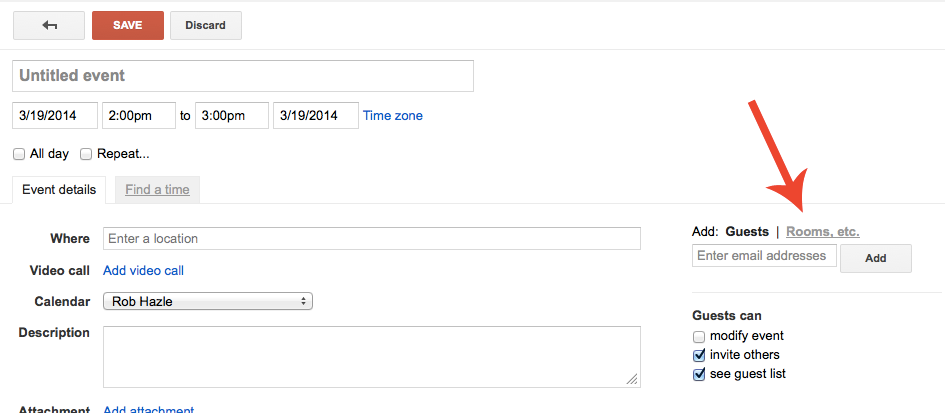 SAVE Discard
Untitled event
3/19/2014 2:00pm to 3:00pm 3/19/2014 Time zone
All day Repeat...
Event details Find a time
Where Enter a location
Video call Add video call
Calendar Rob Hazle
Description
Attachment Add attachment
Add: Guests | Rooms, etc.
Enter email addresses Add
Guests can
modify event
invite others
see guest list